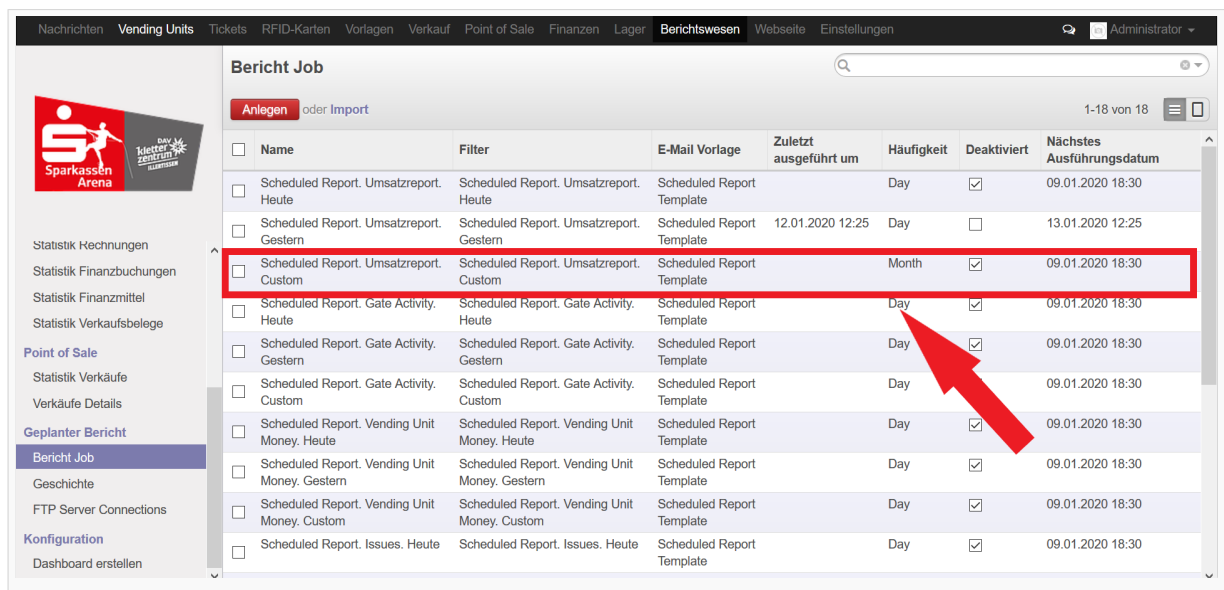 Nachrichten Vending Units Tickets RFID-Karten Vorlagen Verkauf Point of Sale Finanzen Lager Berichtswesen Webseite Einstellungen Administrator
Bericht Job
Anlegen oder Import 1-18 von 18
Sparkassen
Arena
DAV
kletter
zentrum
ILLERTISSEN
Statistik Rechnungen
Statistik Finanzbuchungen
Statistik Finanzmittel
Statistik Verkaufsbelege
Point of Sale
Statistik Verkäufe
Verkäufe Details
Geplanter Bericht
Bericht Job
Geschichte
FTP Server Connections
Konfiguration
Dashboard erstellen
Name Filter E-Mail Vorlage Zuletzt Häufigkeit Deaktiviert Nächstes
ausgeführt um Ausführungsdatum
Scheduled Report. Umsatzreport. Scheduled Report. Umsatzreport. Scheduled Report Day 09.01.2020 18:30
Heute Heute Template
Scheduled Report. Umsatzreport. Scheduled Report. Umsatzreport. Scheduled Report 12.01.2020 12:25 Day 13.01.2020 12:25
Gestern Gestern Template
Scheduled Report. Umsatzreport. Scheduled Report. Umsatzreport. Scheduled Report Month 09.01.2020 18:30
Custom Custom Template
Scheduled Report. Gate Activity. Scheduled Report. Gate Activity. Scheduled Report Day 09.01.2020 18:30
Heute Heute Template
Scheduled Report. Gate Activity. Scheduled Report. Gate Activity. Scheduled Report Day 09.01.2020 18:30
Gestern Gestern Template
Scheduled Report. Gate Activity. Scheduled Report. Gate Activity. Scheduled Report Day 09.01.2020 18:30
Custom Custom Template
Scheduled Report. Vending Unit Scheduled Report. Vending Unit Scheduled Report Day 09.01.2020 18:30
Money. Heute Money. Heute Template
Scheduled Report. Vending Unit Scheduled Report. Vending Unit Scheduled Report Day 09.01.2020 18:30
Money. Gestern Money. Gestern Template
Scheduled Report. Vending Unit Scheduled Report. Vending Unit Scheduled Report Day 09.01.2020 18:30
Money. Custom Money. Custom Template
Scheduled Report. Issues. Heute Scheduled Report. Issues. Heute Scheduled Report Day 09.01.2020 18:30
Template